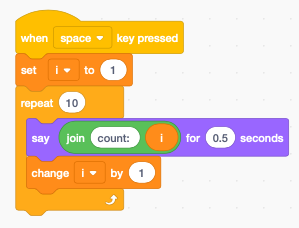 when space key pressed
set i to 1
repeat 10
say join count: i for 0.5 seconds
change i by 1